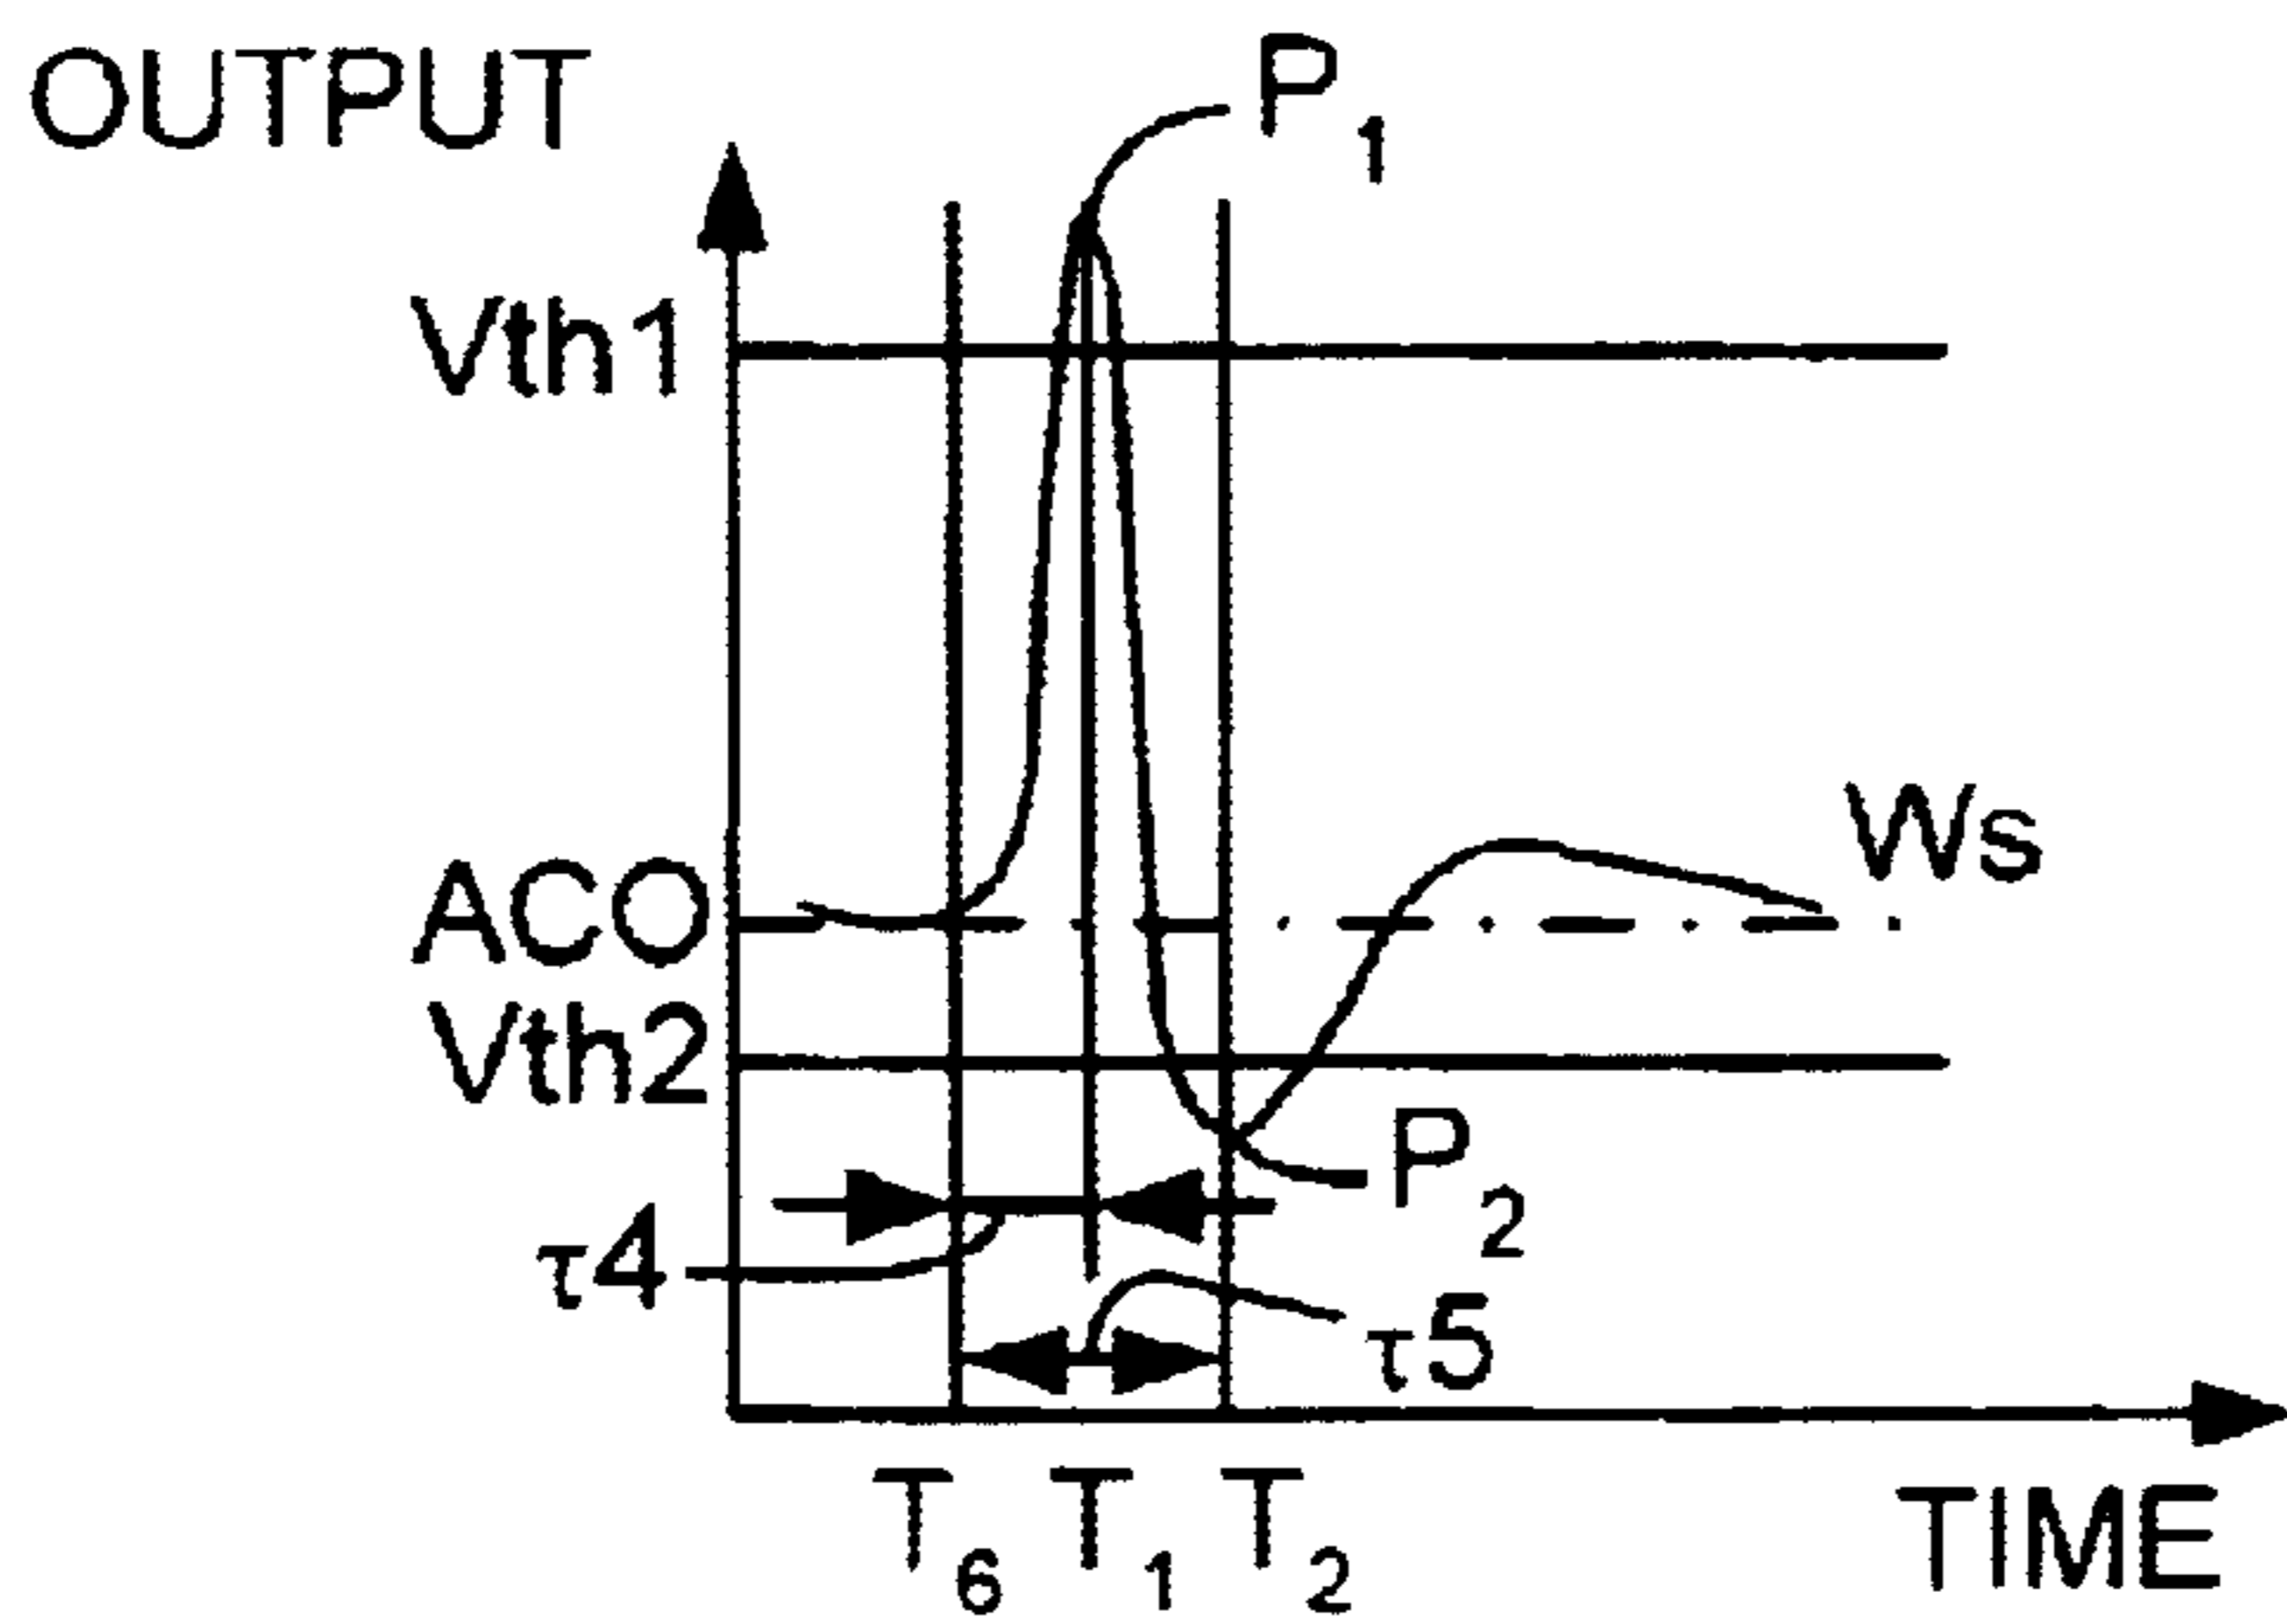 OUTPUT
P1
Vth1
Ws
ACO
Vth2
P2
τ4
τ5
T6 T1 T2
TIME